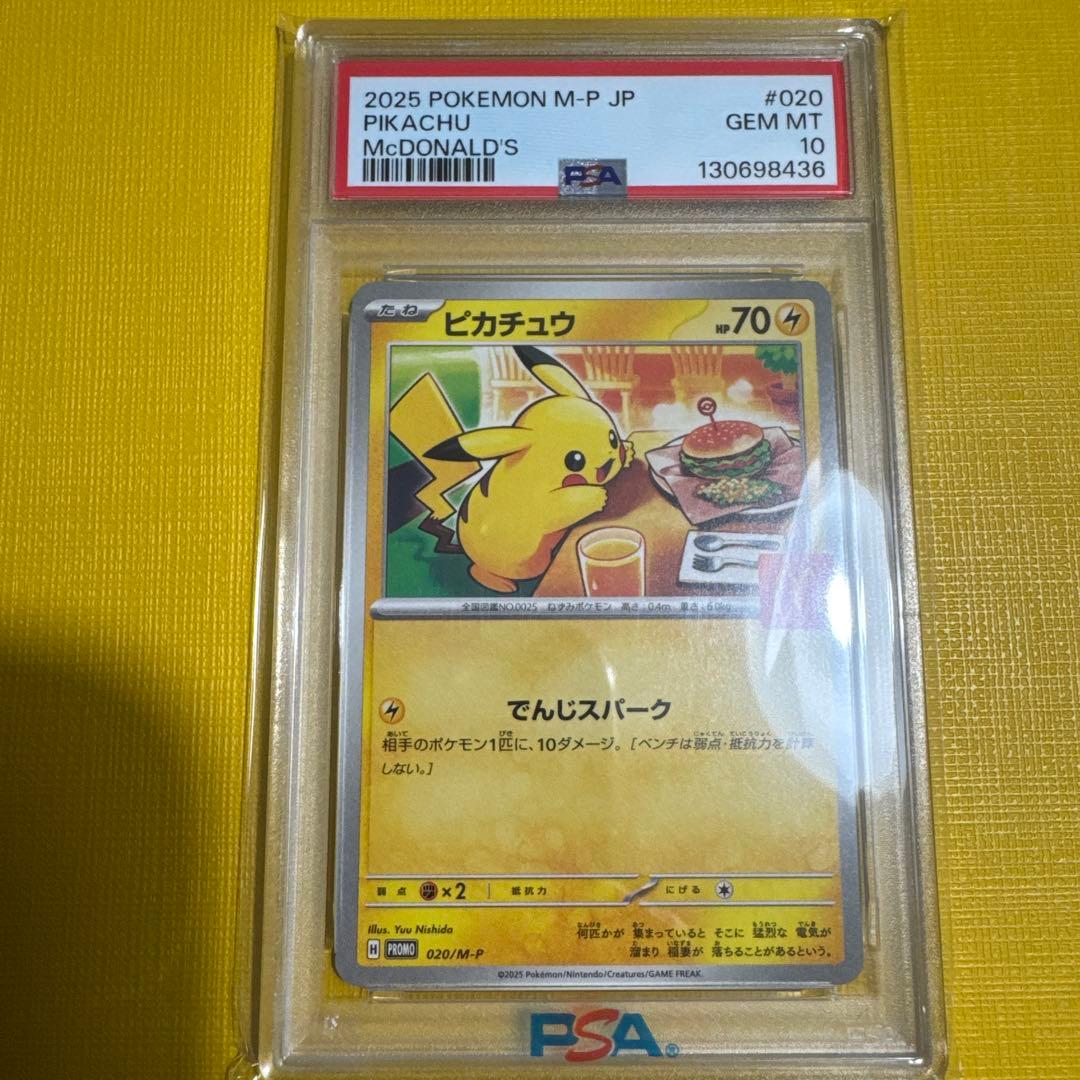 2025 POKEMON M-P JP #020
PIKACHU GEM MT
McDONALD'S 10
PSA 130698436
たね ピカチュウ HP 70
全国図鑑NO.0025 ねずみポケモン 高さ:0.4m 重さ:6.0kg
でんじスパーク
相手のポケモン1匹に、10ダメージ。[ベンチは弱点・抵抗力を計算
しない。]
弱点 ×2 抵抗力 にげる
Illus. Yuu Nishida
H PROMO 020/M-P
何匹かが 集まっていると そこに 猛烈な 電気が
溜まり 稲妻が 落ちることがあるという。
©2025 Pokémon/Nintendo/Creatures/GAME FREAK.
PSA®